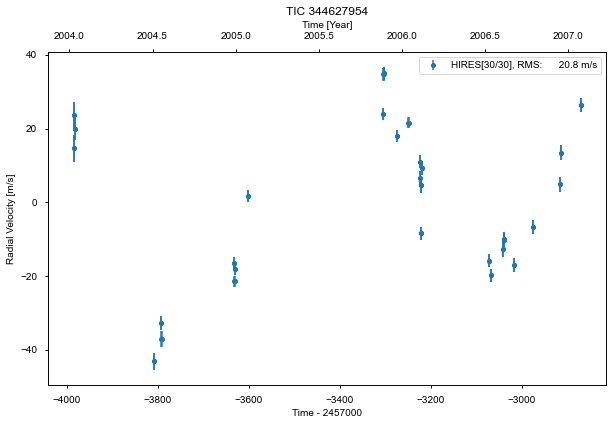 TIC 344627954
Time [Year]
2004.0 2004.5 2005.0 2005.5 2006.0 2006.5 2007.0
HIRES[30/30], RMS: 20.8 m/s
40
20
0
−20
−40
Radial Velocity [m/s]
−4000 −3800 −3600 −3400 −3200 −3000
Time - 2457000